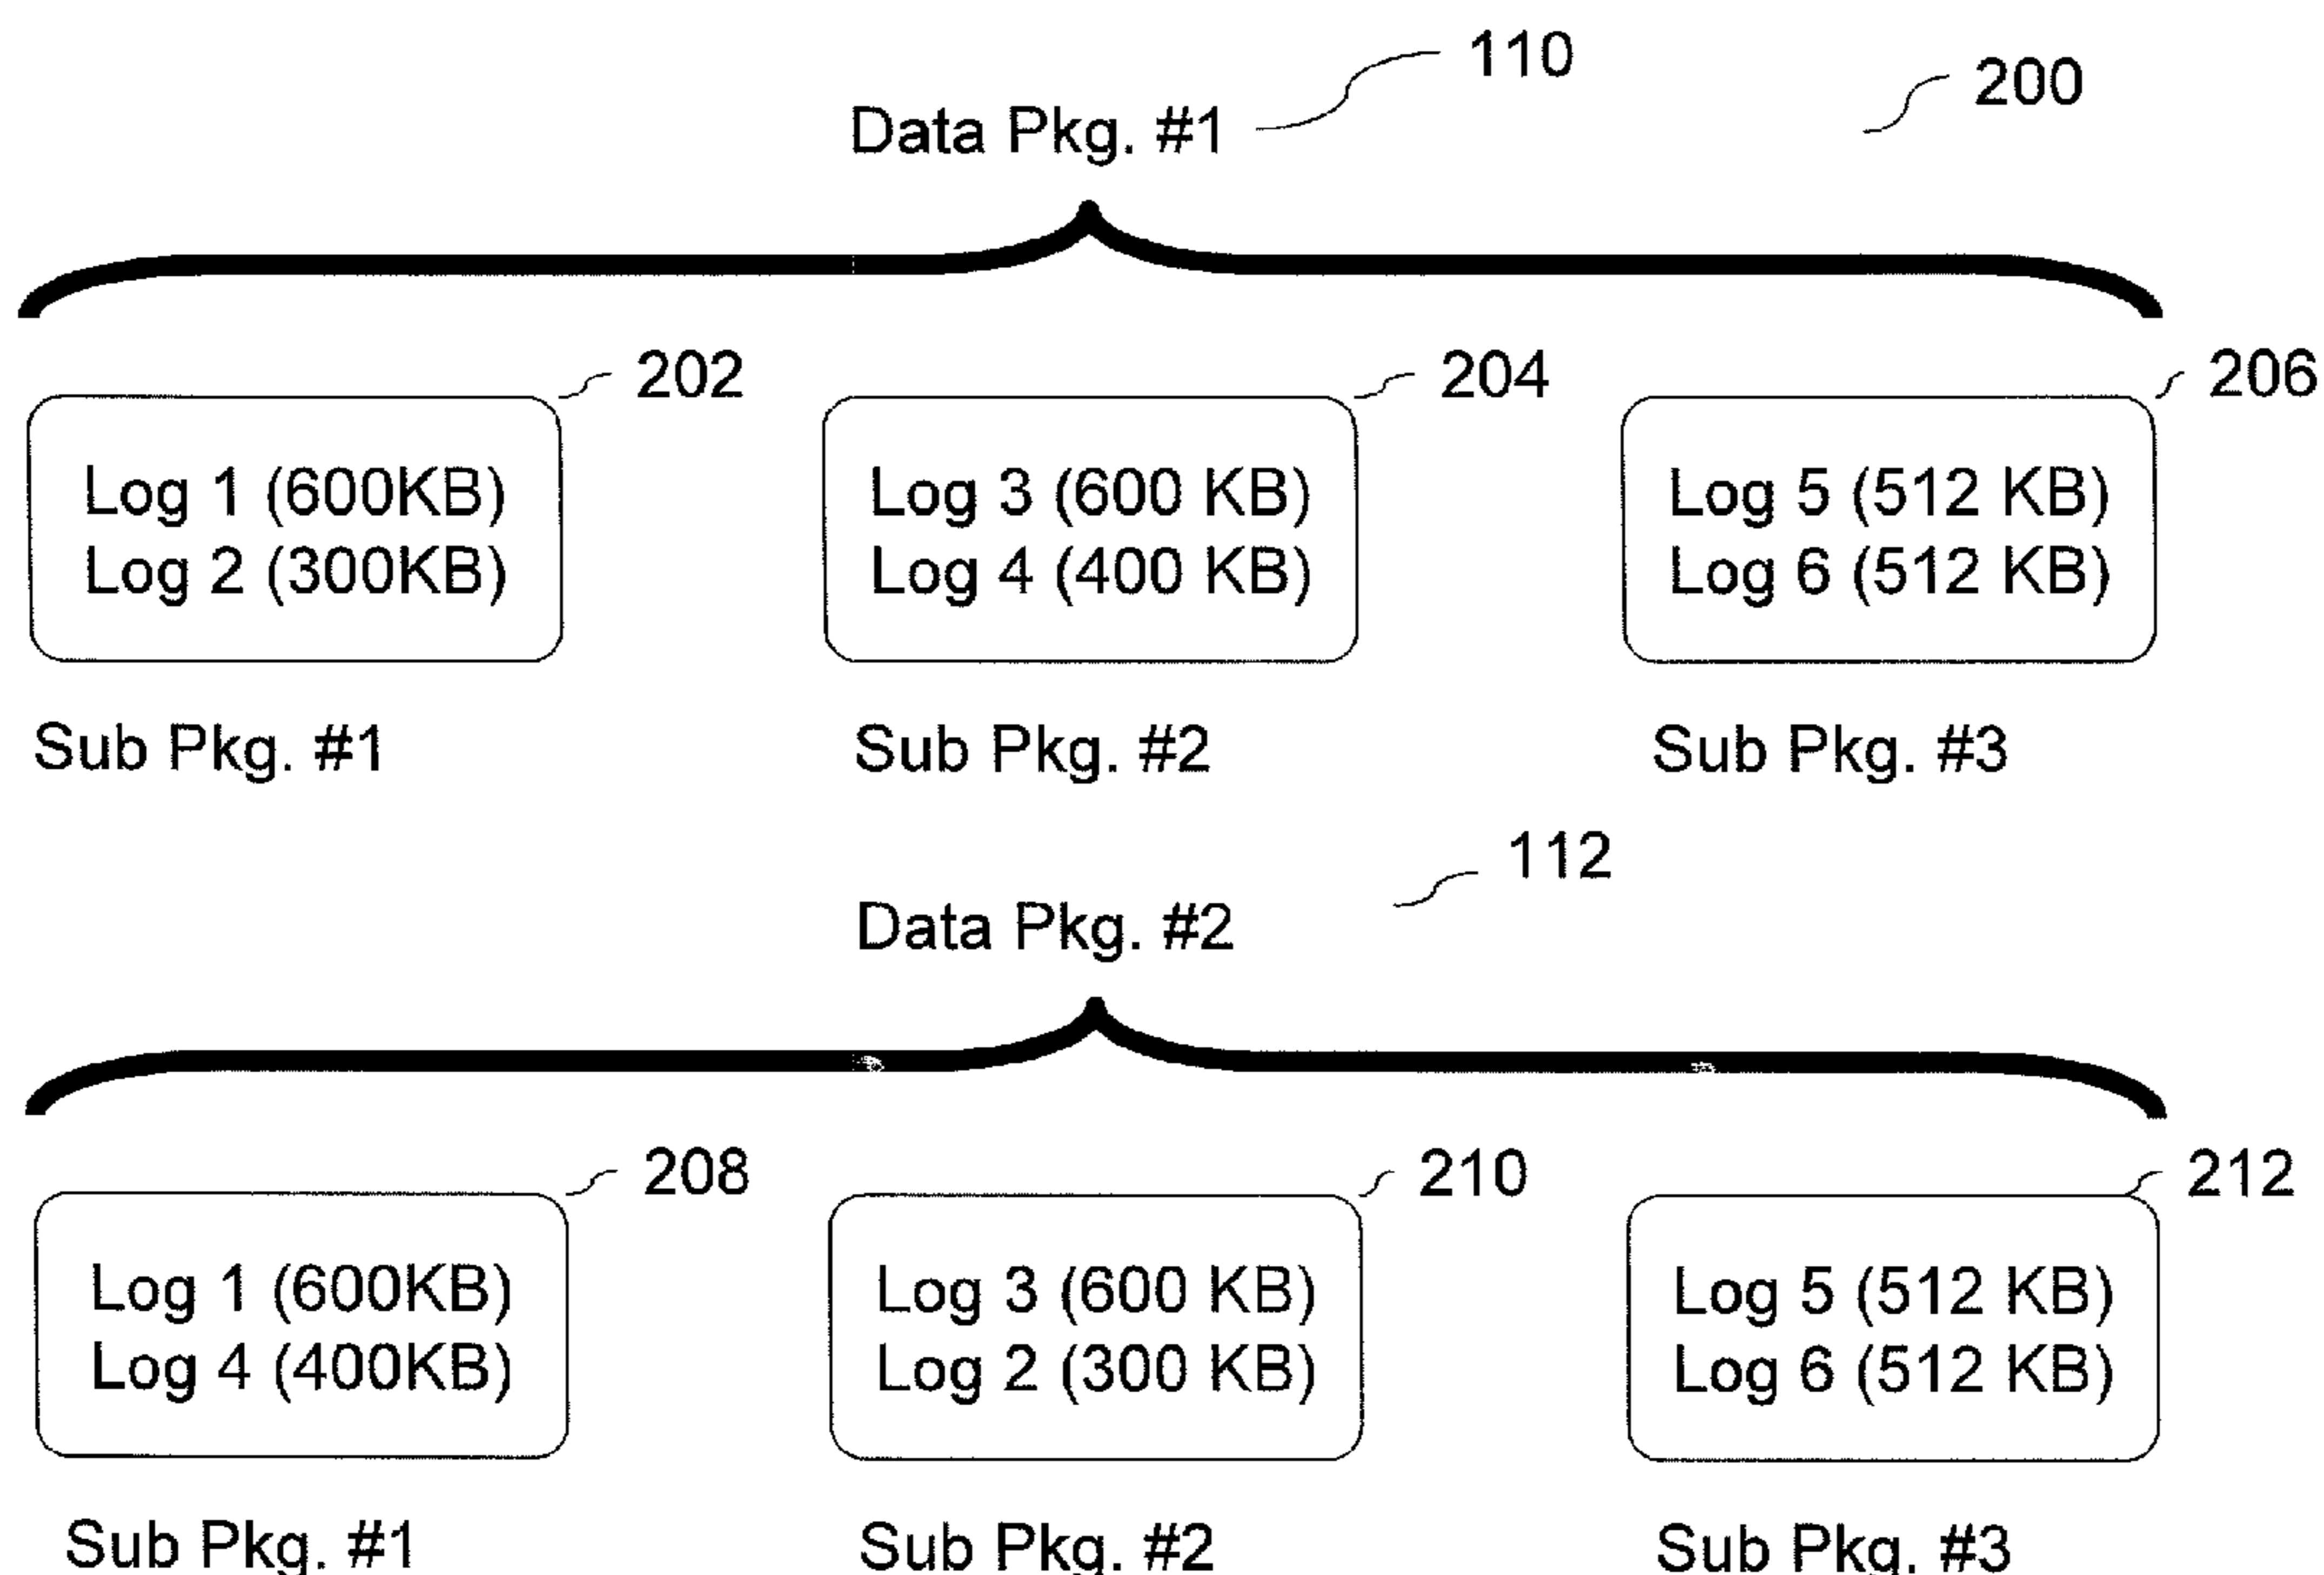 110
200
Data Pkg. #1
202
204
206
Log 1 (600KB)
Log 2 (300KB)
Log 3 (600 KB)
Log 4 (400 KB)
Log 5 (512 KB)
Log 6 (512 KB)
Sub Pkg. #1
Sub Pkg. #2
Sub Pkg. #3
112
Data Pkg. #2
208
210
212
Log 1 (600KB)
Log 4 (400KB)
Log 3 (600 KB)
Log 2 (300 KB)
Log 5 (512 KB)
Log 6 (512 KB)
Sub Pkg. #1
Sub Pkg. #2
Sub Pkg. #3